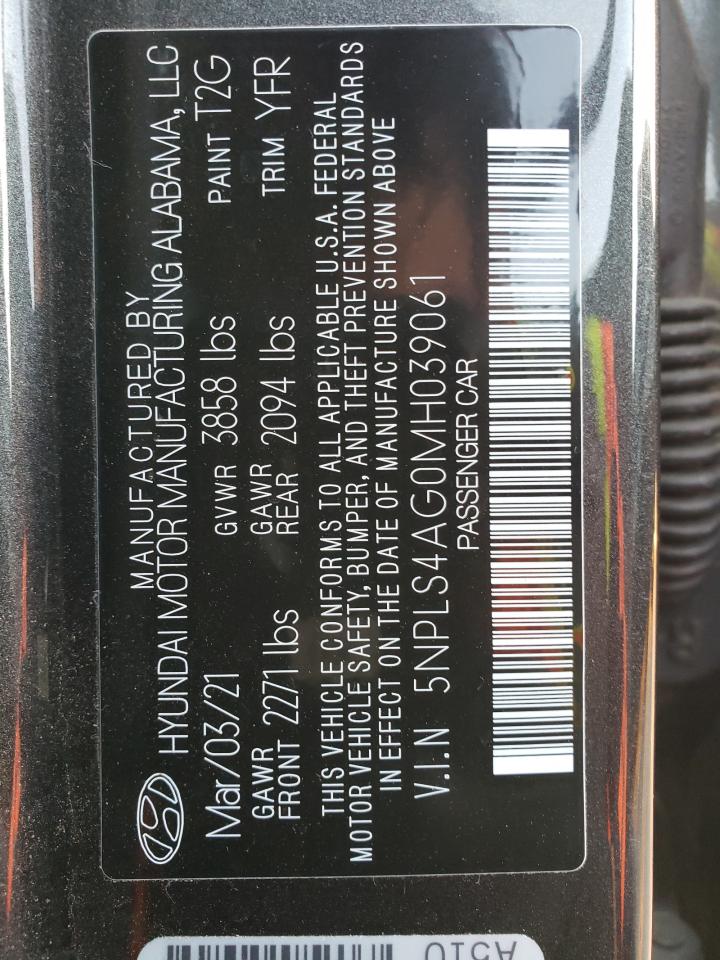 MANUFACTURED BY
HYUNDAI MOTOR MANUFACTURING ALABAMA, LLC
Mar/03/21 GVWR 3858 lbs PAINT T2G
GAWR GAWR
FRONT 2271 lbs REAR 2094 lbs TRIM YFR
THIS VEHICLE CONFORMS TO ALL APPLICABLE U.S.A. FEDERAL
MOTOR VEHICLE SAFETY, BUMPER, AND THEFT PREVENTION STANDARDS
IN EFFECT ON THE DATE OF MANUFACTURE SHOWN ABOVE
V.I.N 5NPLS4AG0MH039061
PASSENGER CAR